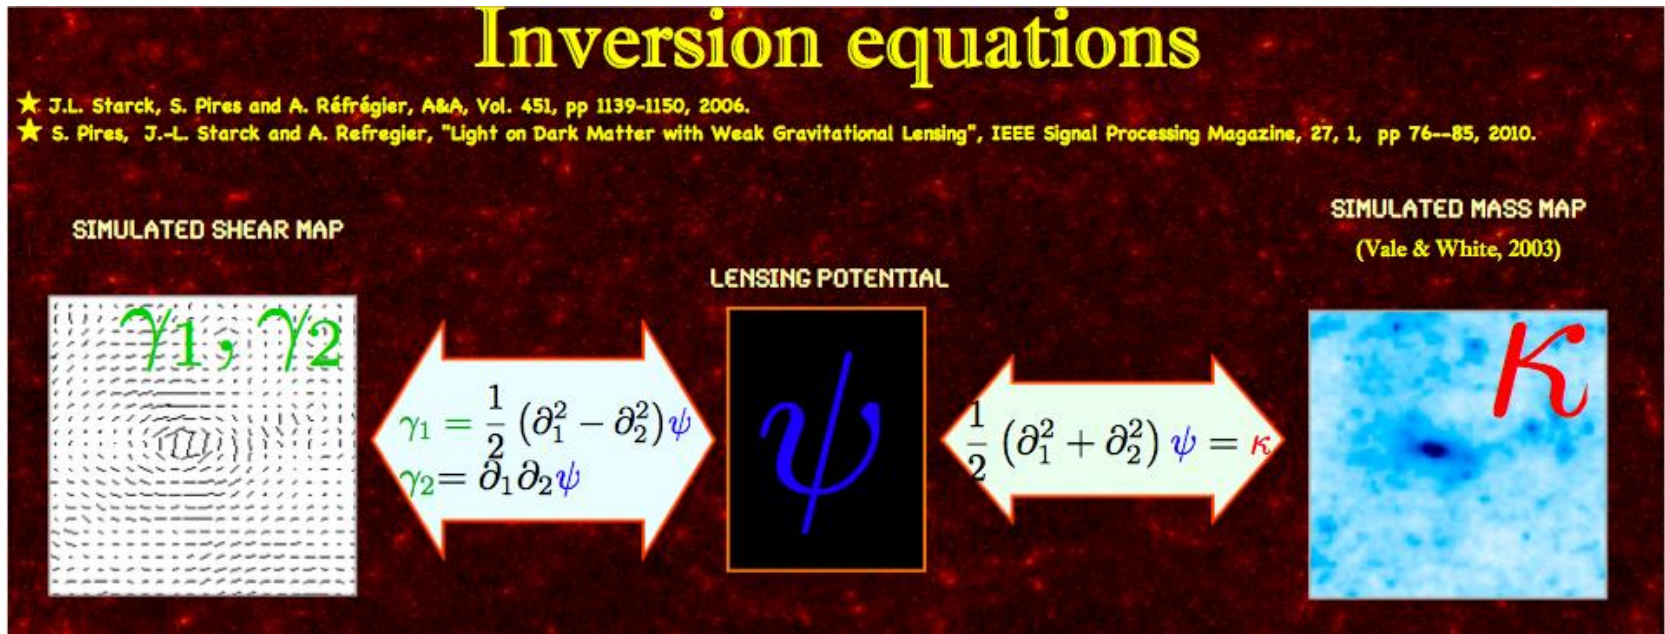 Inversion equations
★ J.L. Starck, S. Pires and A. Réfrégier, A&A, Vol. 451, pp 1139-1150, 2006.
★ S. Pires, J.-L. Starck and A. Refregier, "Light on Dark Matter with Weak Gravitational Lensing", IEEE Signal Processing Magazine, 27, 1, pp 76--85, 2010.
SIMULATED SHEAR MAP
SIMULATED MASS MAP
(Vale & White, 2003)
LENSING POTENTIAL
γ₁, γ₂
γ₁ = 1/2 (∂₁² − ∂₂²)ψ
γ₂= ∂₁∂₂ψ
ψ
1/2 (∂₁² + ∂₂²) ψ = κ
κ